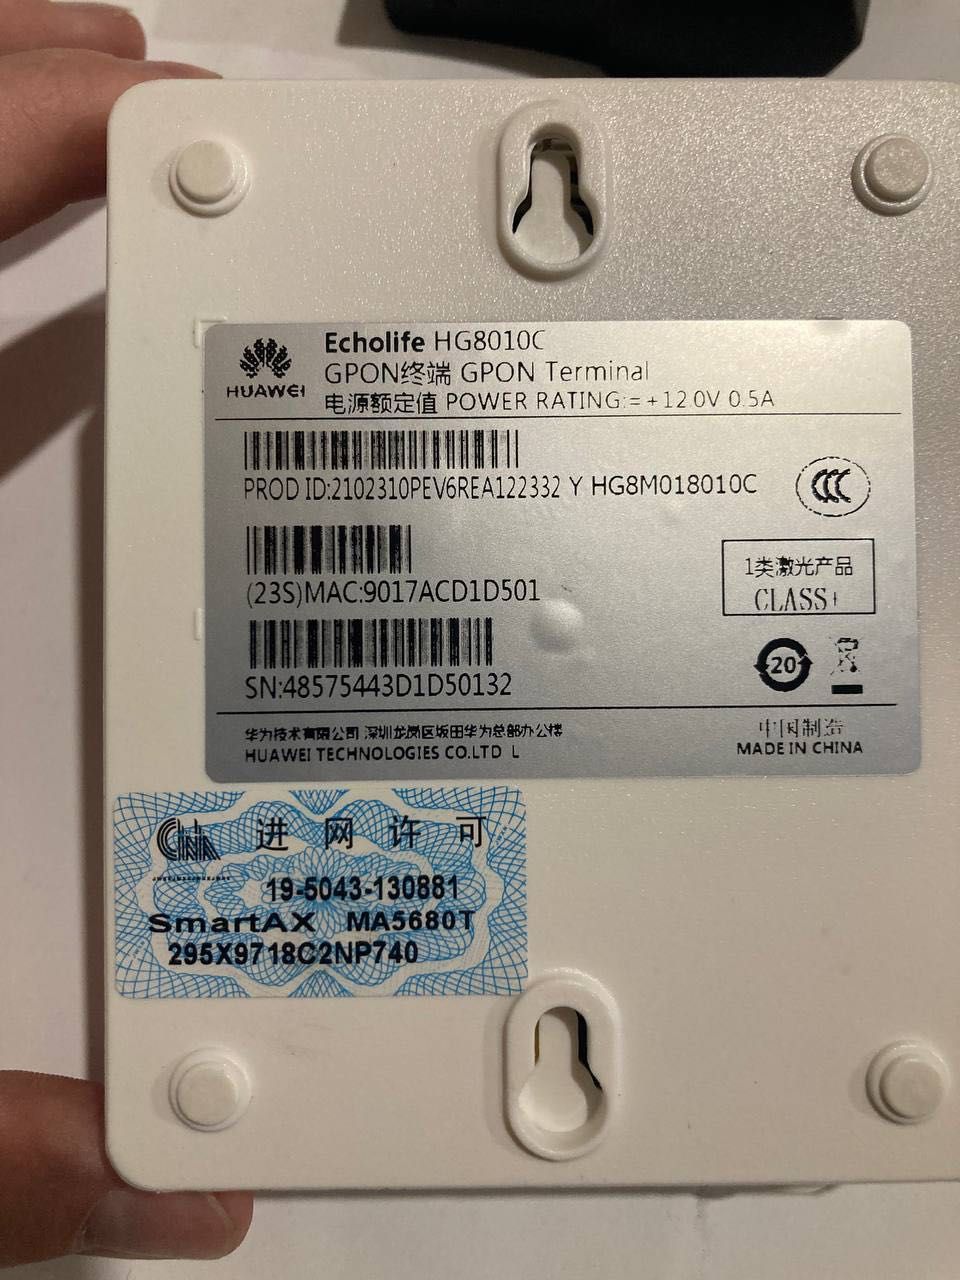 Echolife HG8010C
GPON终端 GPON Terminal
HUAWEI
电源额定值 POWER RATING:⎓+12.0V 0.5A
PROD ID:2102310PEV6REA122332 Y HG8M018010C
(23S)MAC:9017ACD1D501
1类激光产品
CLASS
20
SN:48575443D1D50132
华为技术有限公司 深圳龙岗区坂田华为总部办公楼
HUAWEI TECHNOLOGIES CO.LTD L
中国制造
MADE IN CHINA
进网许可
19-5043-130881
SmartAX MA5680T
295X9718C2NP740